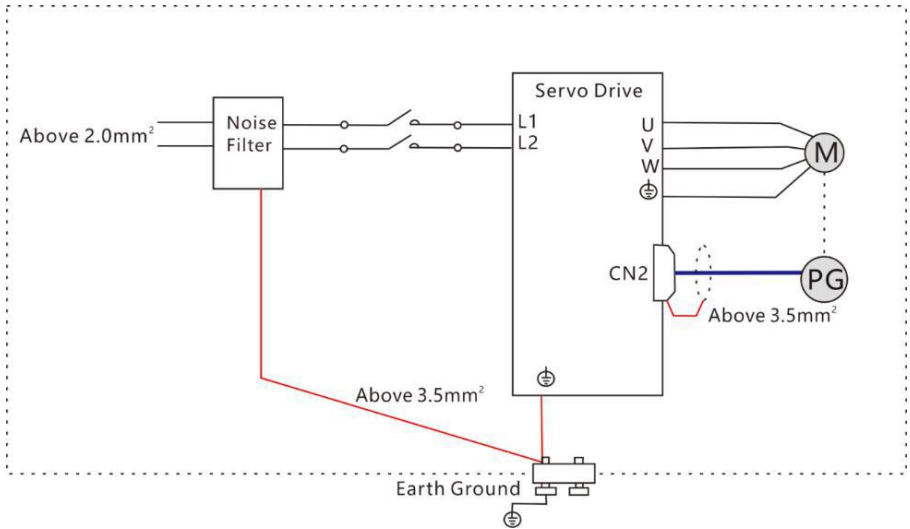 Servo Drive
Noise
Filter
Above 2.0mm²
L1
L2
U
V
W
M
CN2
PG
Above 3.5mm²
Above 3.5mm²
Earth Ground